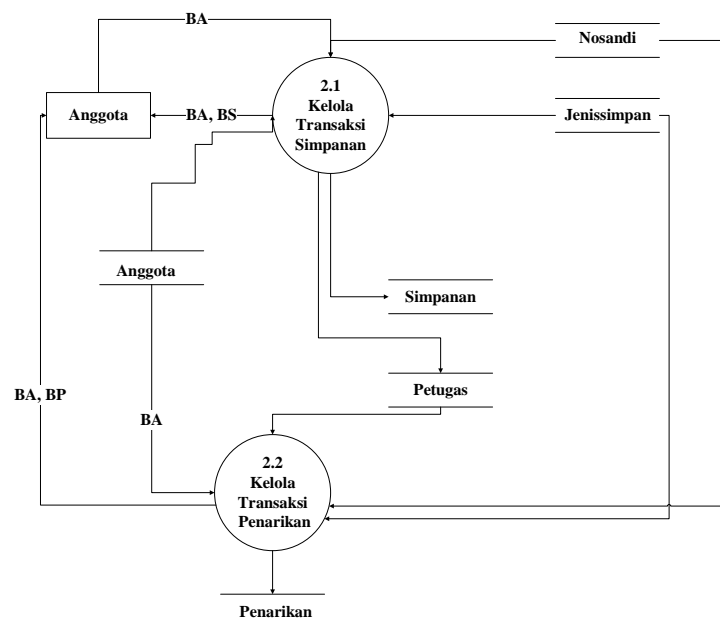 BA
Nosandi
2.1
Kelola
Transaksi
Simpanan
Anggota
BA, BS
Jenissimpan
Anggota
Simpanan
BA, BP
Petugas
BA
2.2
Kelola
Transaksi
Penarikan
Penarikan